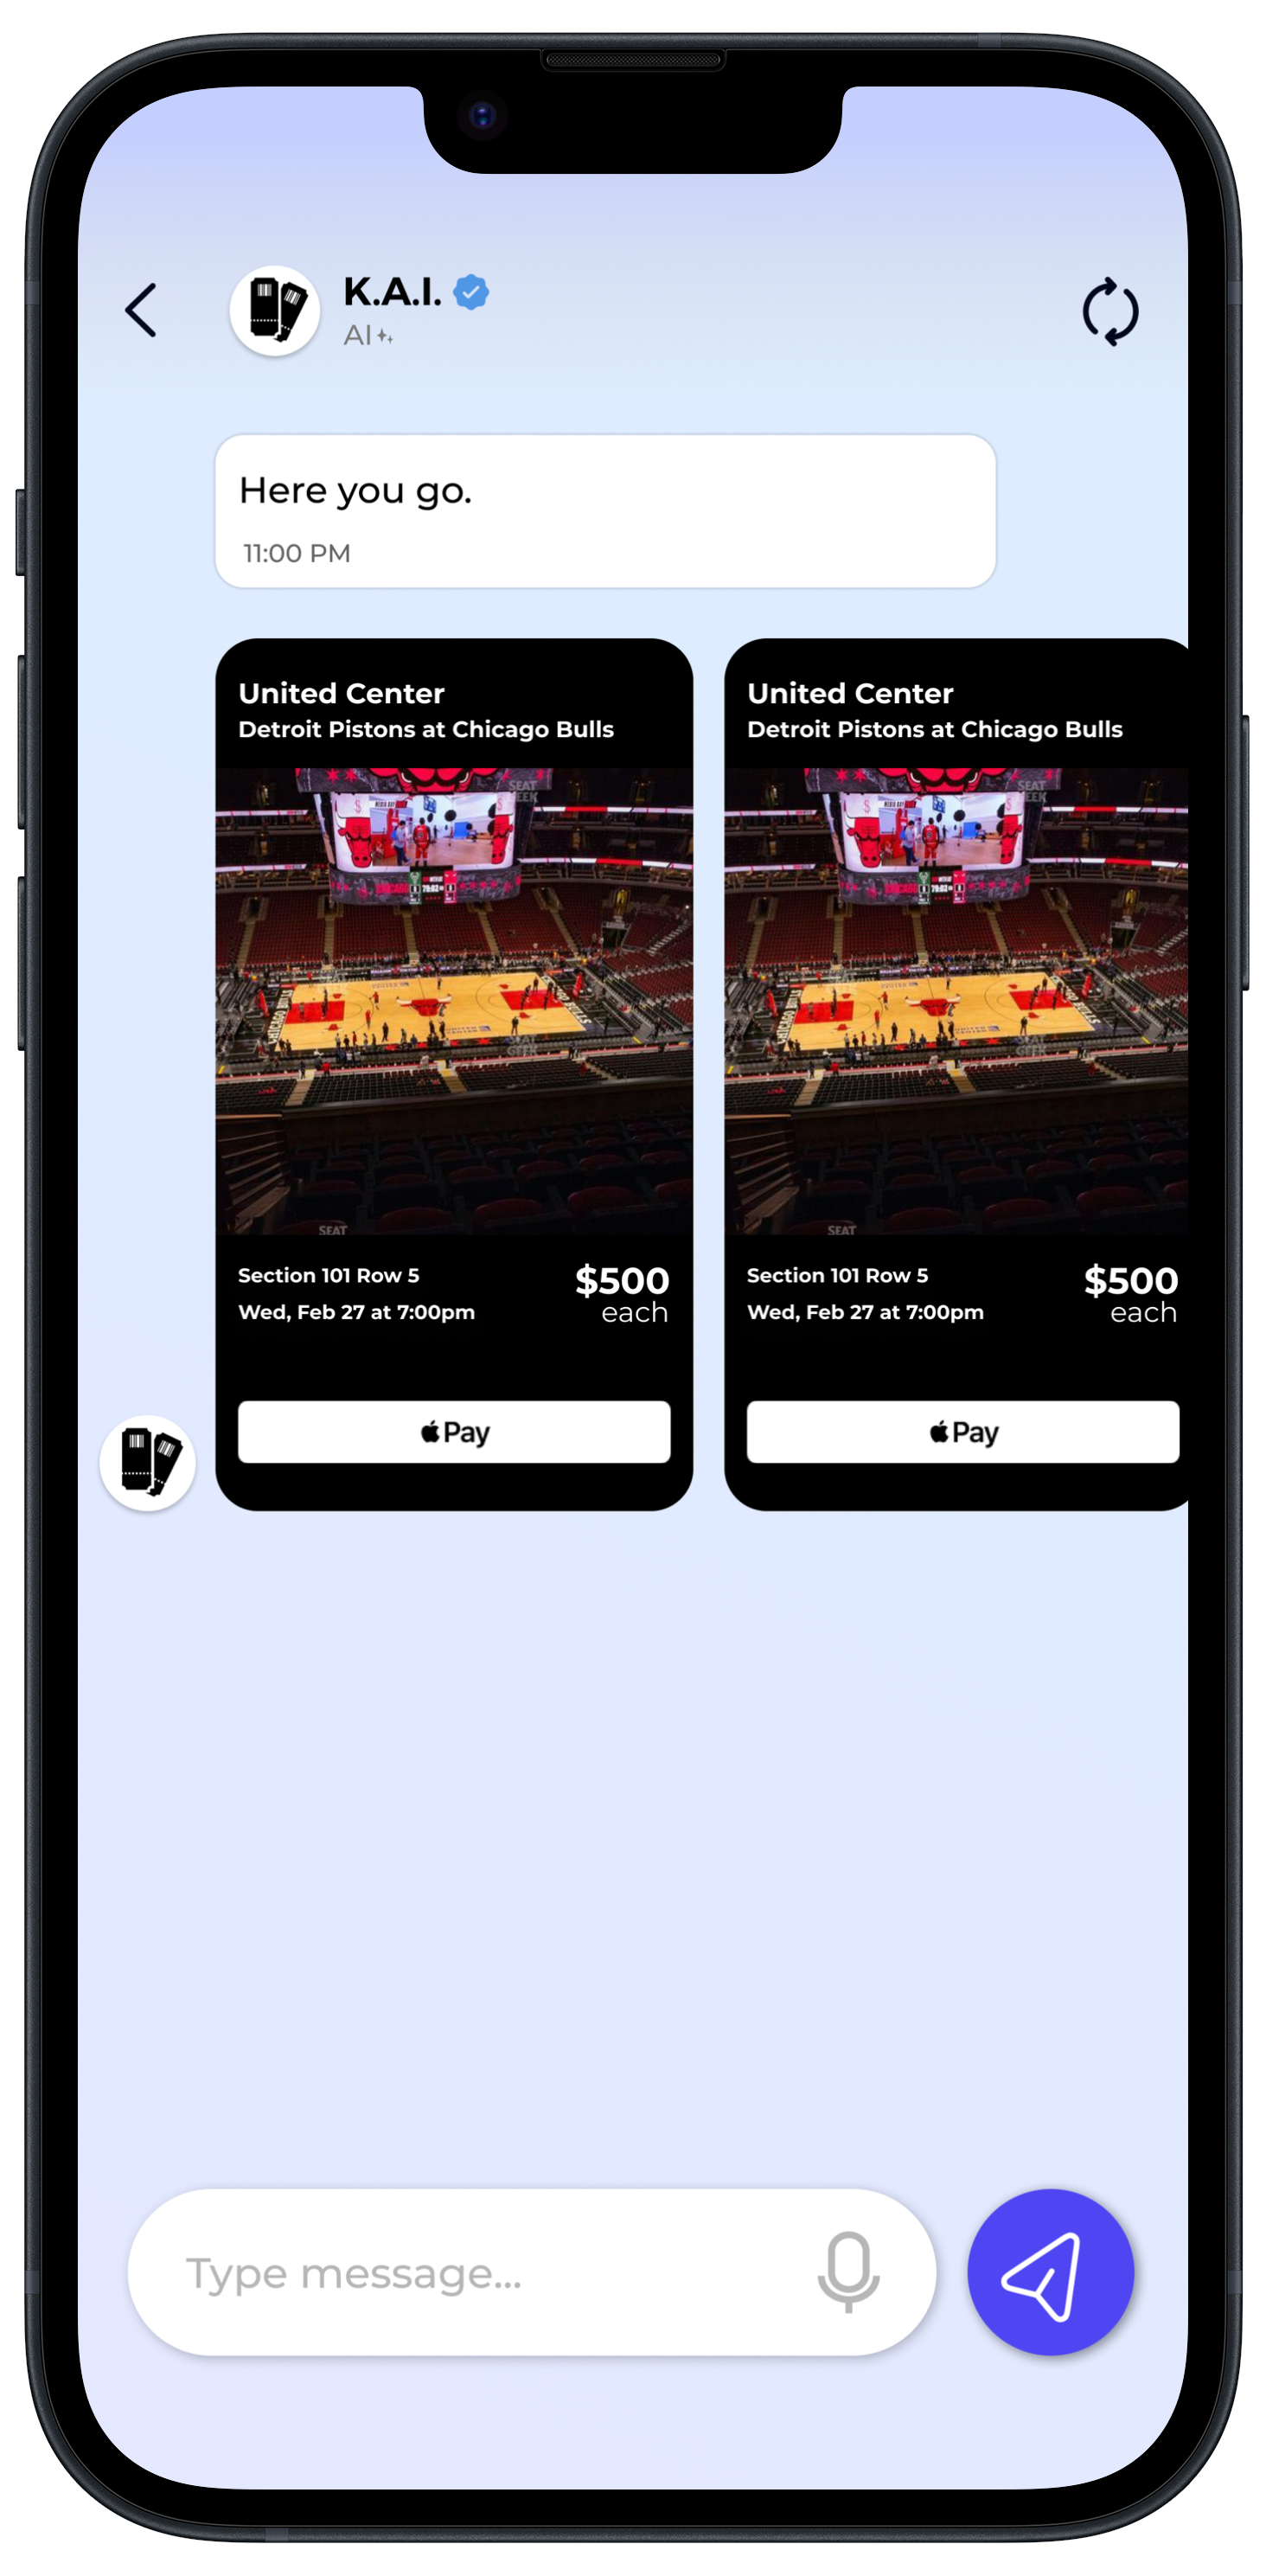 K.A.I.
AI
Here you go.
11:00 PM
United Center
Detroit Pistons at Chicago Bulls
SEAT
Section 101 Row 5
$500
Wed, Feb 27 at 7:00pm
each
Pay
United Center
Detroit Pistons at Chicago Bulls
SEAT
Section 101 Row 5
$500
Wed, Feb 27 at 7:00pm
each
Pay
Type message...